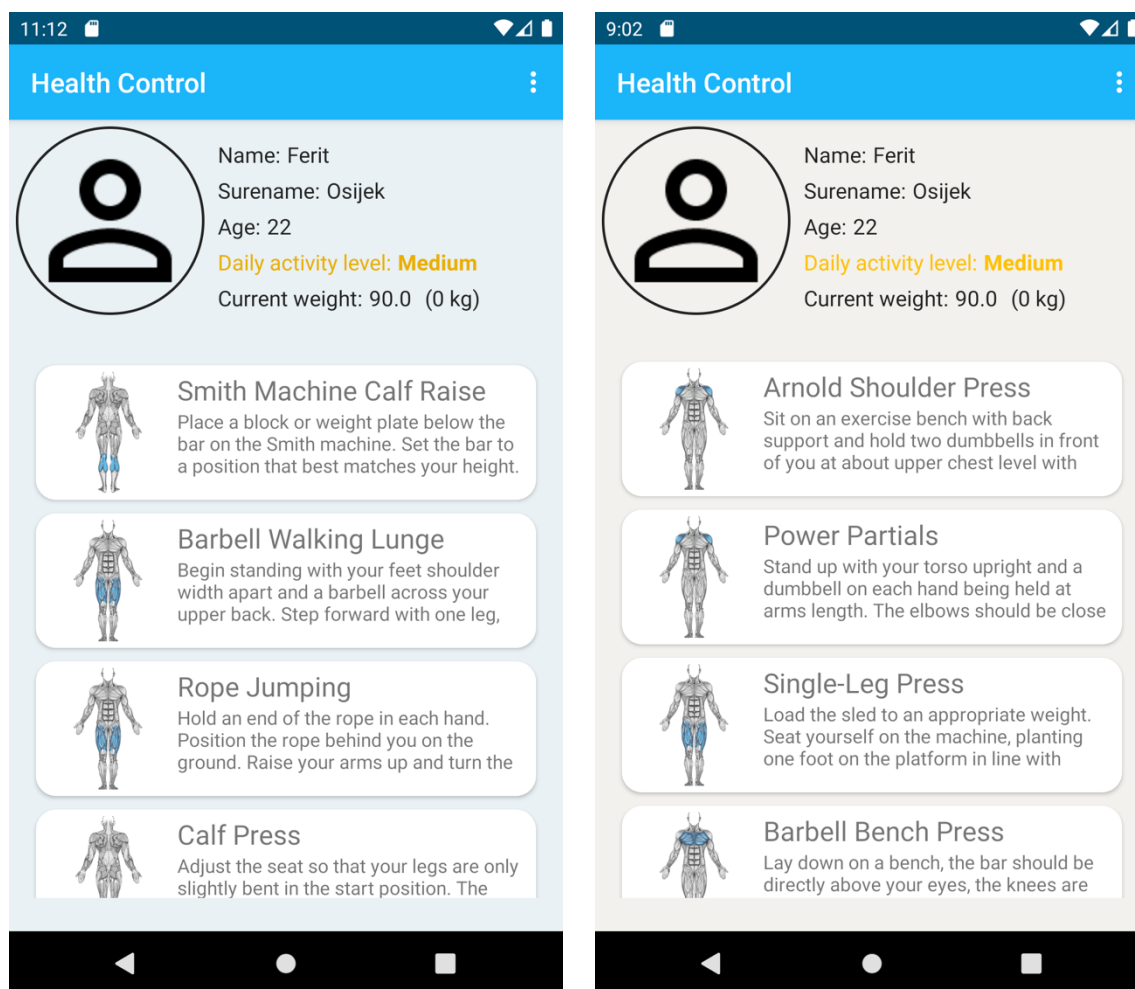 11:12
Health Control
Name: Ferit
Surename: Osijek
Age: 22
Daily activity level: Medium
Current weight: 90.0 (0 kg)
Smith Machine Calf Raise
Place a block or weight plate below the
bar on the Smith machine. Set the bar to
a position that best matches your height.
Barbell Walking Lunge
Begin standing with your feet shoulder
width apart and a barbell across your
upper back. Step forward with one leg,
Rope Jumping
Hold an end of the rope in each hand.
Position the rope behind you on the
ground. Raise your arms up and turn the
Calf Press
Adjust the seat so that your legs are only
slightly bent in the start position. The
9:02
Health Control
Name: Ferit
Surename: Osijek
Age: 22
Daily activity level: Medium
Current weight: 90.0 (0 kg)
Arnold Shoulder Press
Sit on an exercise bench with back
support and hold two dumbbells in front
of you at about upper chest level with
Power Partials
Stand up with your torso upright and a
dumbbell on each hand being held at
arms length. The elbows should be close
Single-Leg Press
Load the sled to an appropriate weight.
Seat yourself on the machine, planting
one foot on the platform in line with
Barbell Bench Press
Lay down on a bench, the bar should be
directly above your eyes, the knees are